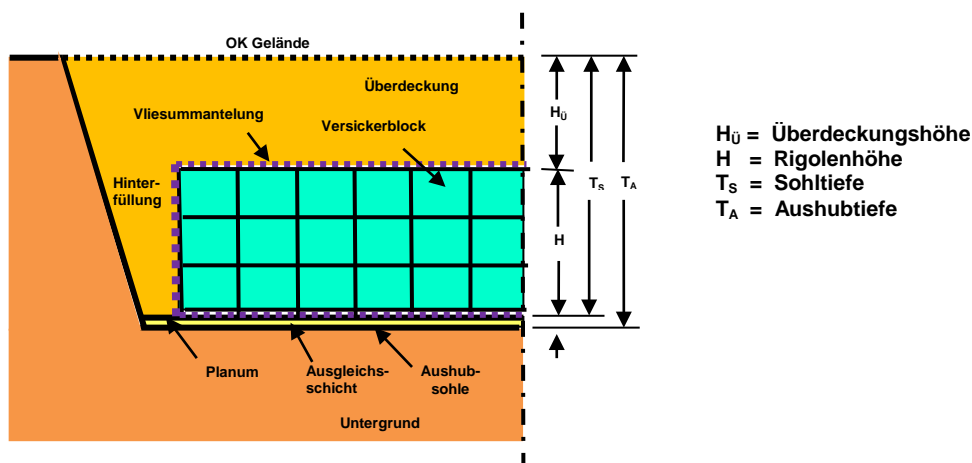 OK Gelände
Überdeckung
Vliesummantelung
Versickerblock
Hinter-
füllung
HÜ
H
TS
TA
HÜ = Überdeckungshöhe
H = Rigolenhöhe
TS = Sohltiefe
TA = Aushubtiefe
Planum
Ausgleichs-
schicht
Aushub-
sohle
Untergrund